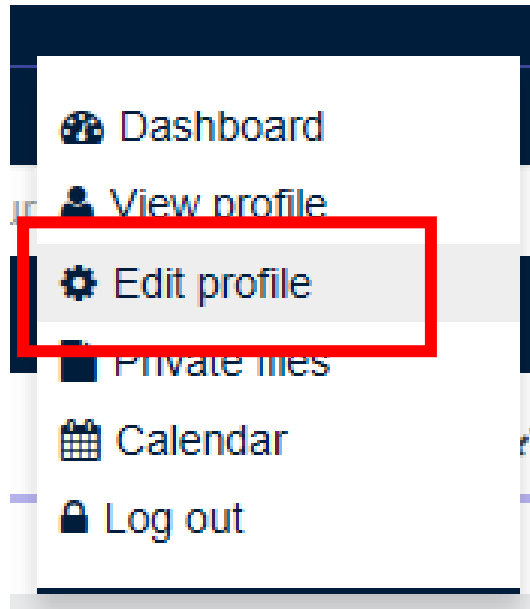 Dashboard
View profile
Edit profile
Private files
Calendar
Log out